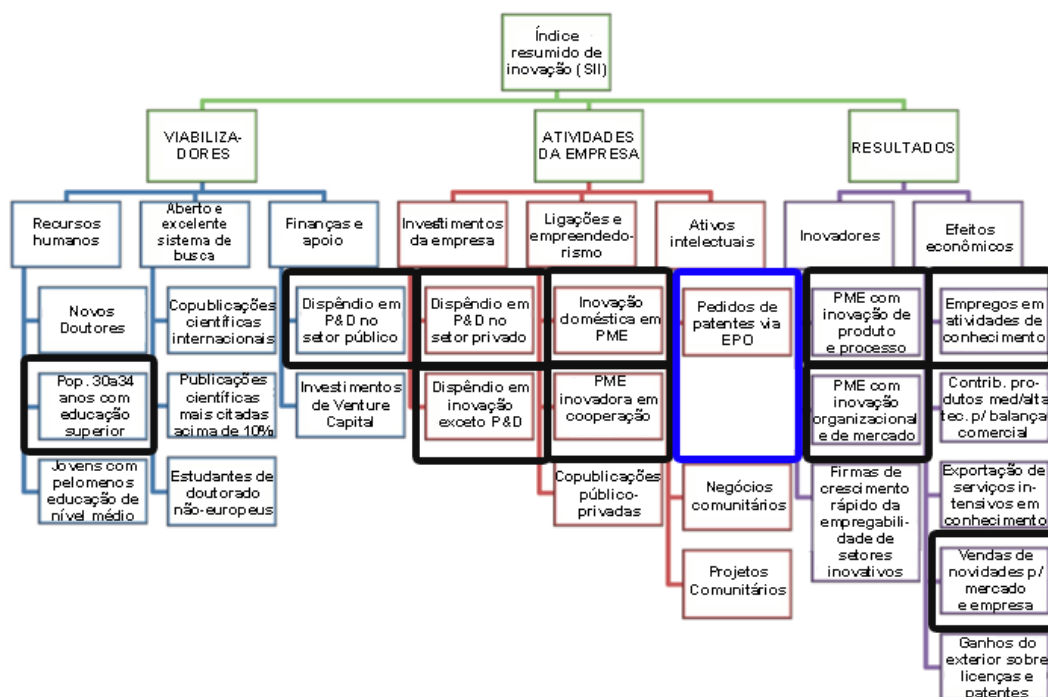 Índice
resumido de
inovação (SII)
VIABILIZA-
DORES
ATIVIDADES
DA EMPRESA
RESULTADOS
Recursos
humanos
Aberto e
excelente
sistema de
busca
Finanças e
apoio
Investimentos
da empresa
Ligações e
empreendedo-
rismo
Ativos
intelectuais
Inovadores
Efeitos
econômicos
Novos
Doutores
Copublicações
científicas
internacionais
Dispêndio em
P&D no
setor público
Dispêndio em
P&D no
setor privado
Inovação
doméstica em
PME
Pedidos de
patentes via
EPO
PME com
inovação de
produto
e processo
Empregos em
atividades de
conhecimento
Pop. 30a34
anos com
educação
superior
Publicações
científicas
mais citadas
acima de 10%
Investimentos
de Venture
Capital
Dispêndio em
inovação
exceto P&D
PME
inovadora em
cooperação
PME com
inovação
organizacional
e de mercado
Contrib. pro-
dutos med/alta
tec. p/ balança
comercial
Jovens com
pelo menos
educação de
nível médio
Estudantes de
doutorado
não-europeus
Copublicações
público-
privadas
Negócios
comunitários
Firmas de
crescimento
rápido da
empregabili-
dade de
setores
inovativos
Exportação de
serviços in-
tensivos em
conhecimento
Projetos
Comunitários
Vendas de
novidades p/
mercado
e empresa
Ganhos do
exterior sobre
licenças e
patentes